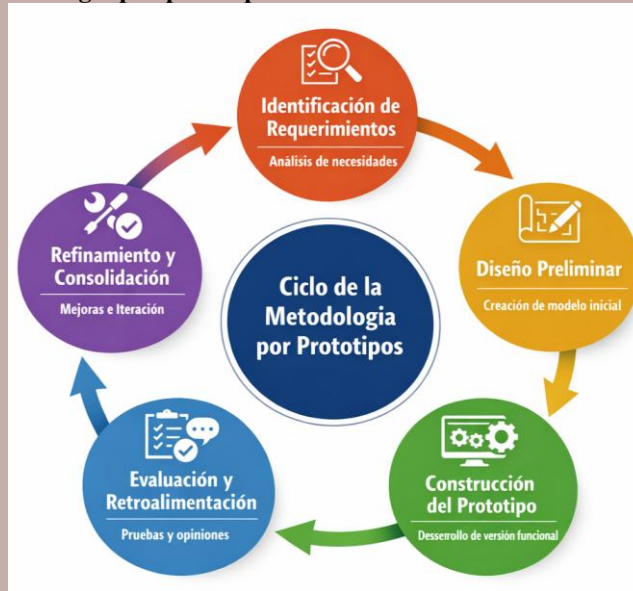 Identificación de
Requerimientos
Análisis de necesidades
Diseño Preliminar
Creación de modelo inicial
Construcción
del Prototipo
Desserrollo de versión funcional
Evaluación y
Retroalimentación
Pruebas y opiniones
Refinamiento y
Consolidación
Mejoras e Iteración
Ciclo de la
Metodologia
por Prototipos